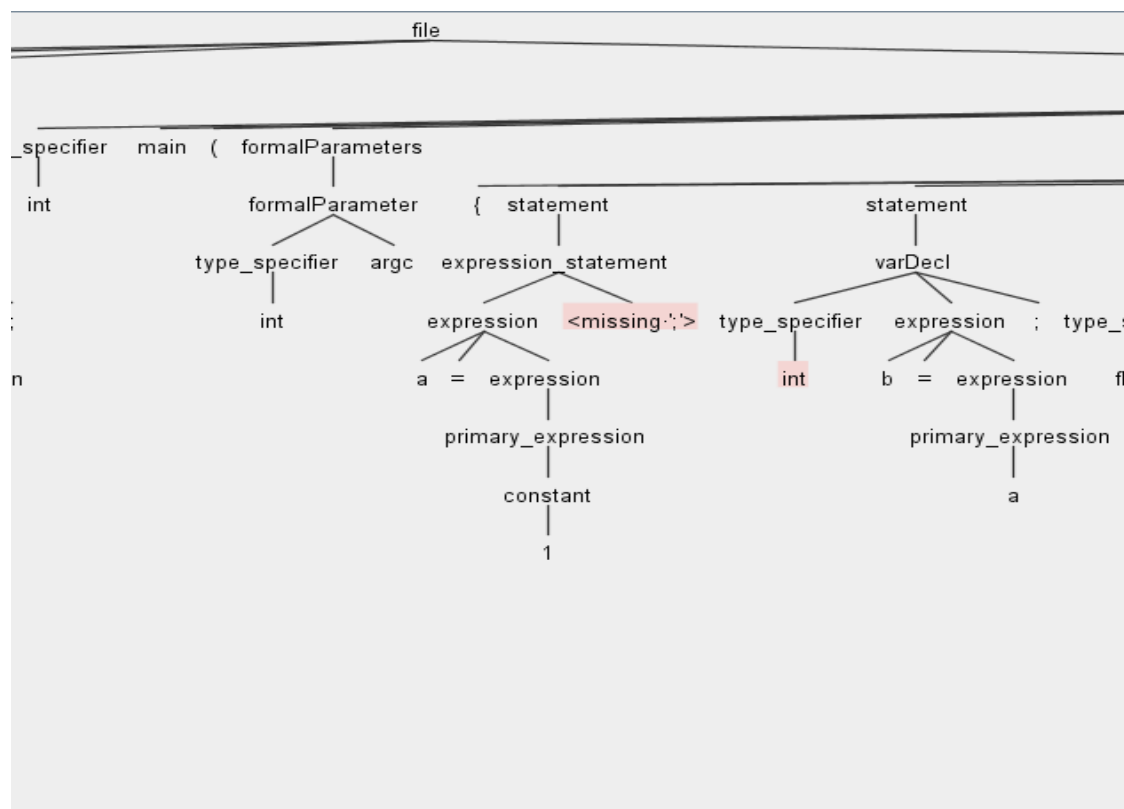 file
_specifier main ( formalParameters
int formalParameter { statement statement
type_specifier argc expression_statement varDecl
; int expression <missing·';'> type_specifier expression ; type_s
n a = expression int b = expression fl
primary_expression primary_expression
constant a
1